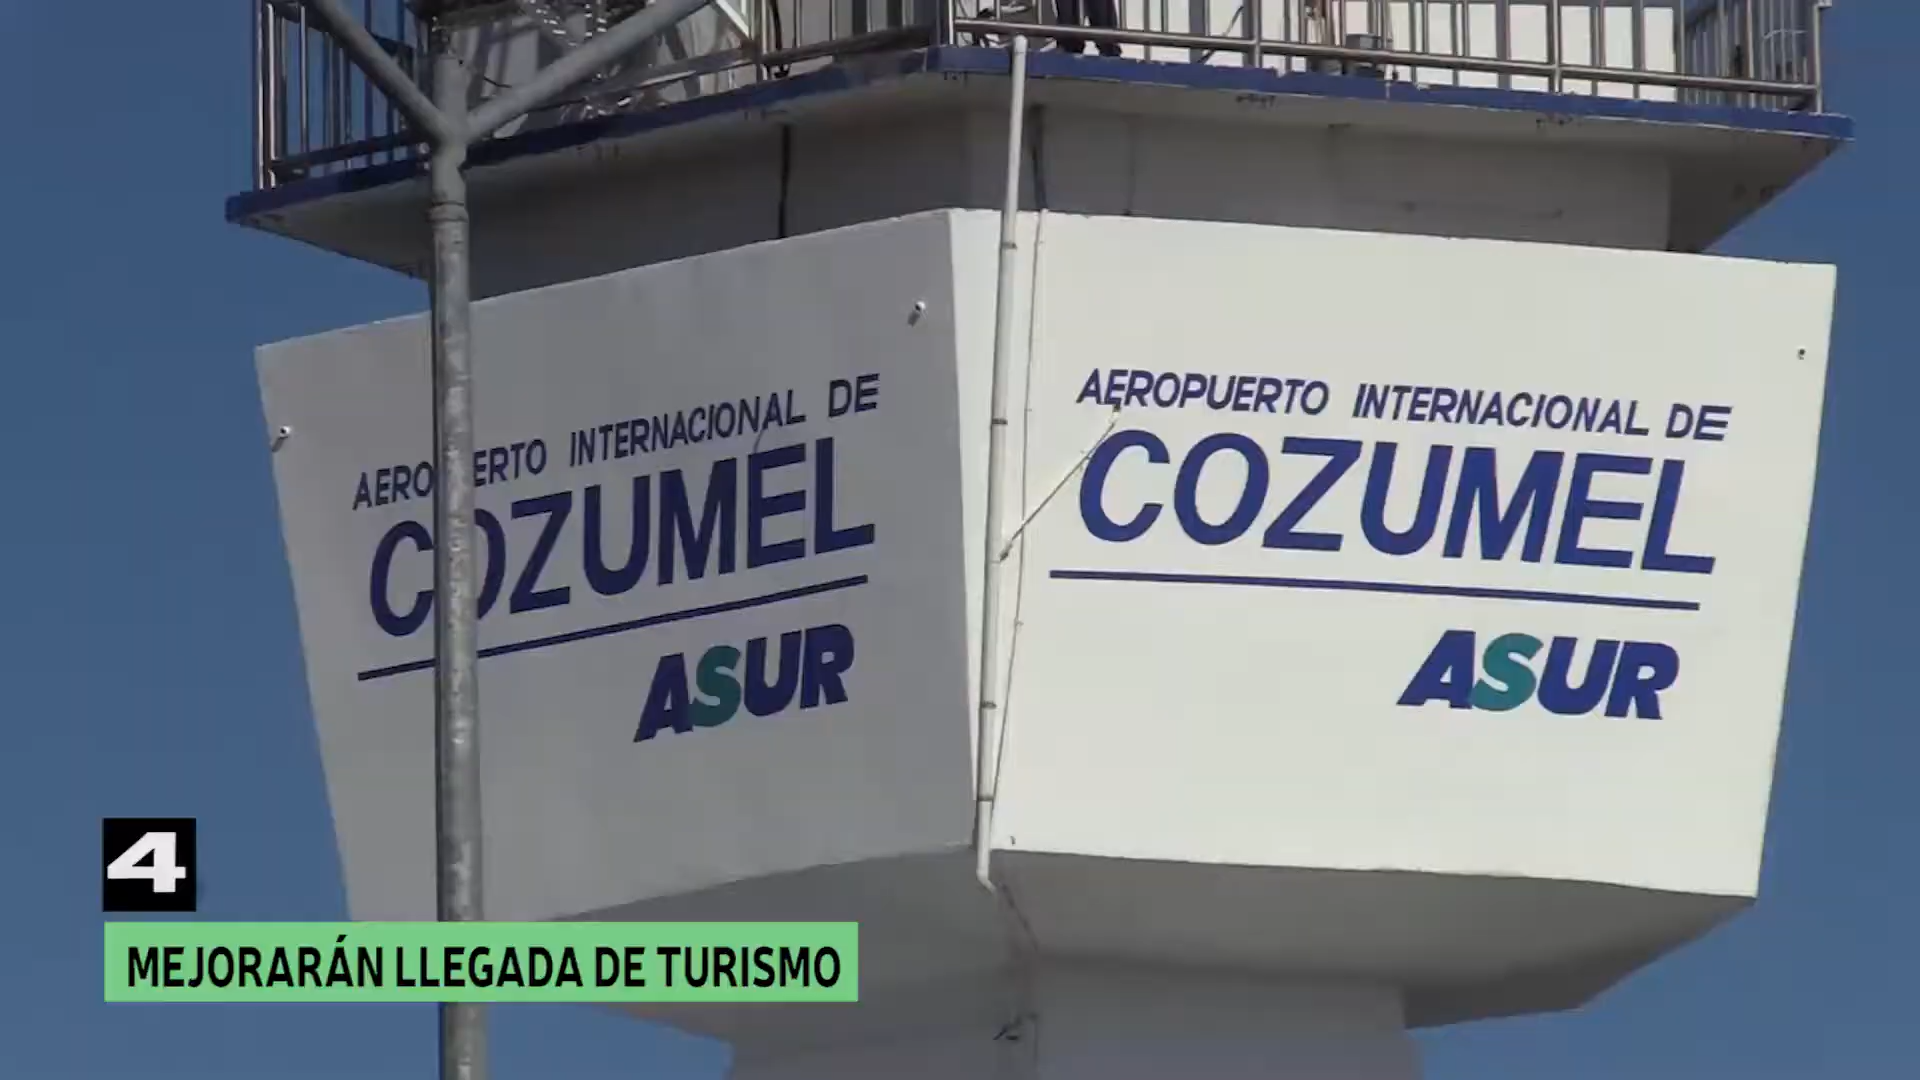 AEROPUERTO INTERNACIONAL DE
COZUMEL
ASUR
AEROPUERTO INTERNACIONAL DE
COZUMEL
ASUR
4
MEJORARÁN LLEGADA DE TURISMO